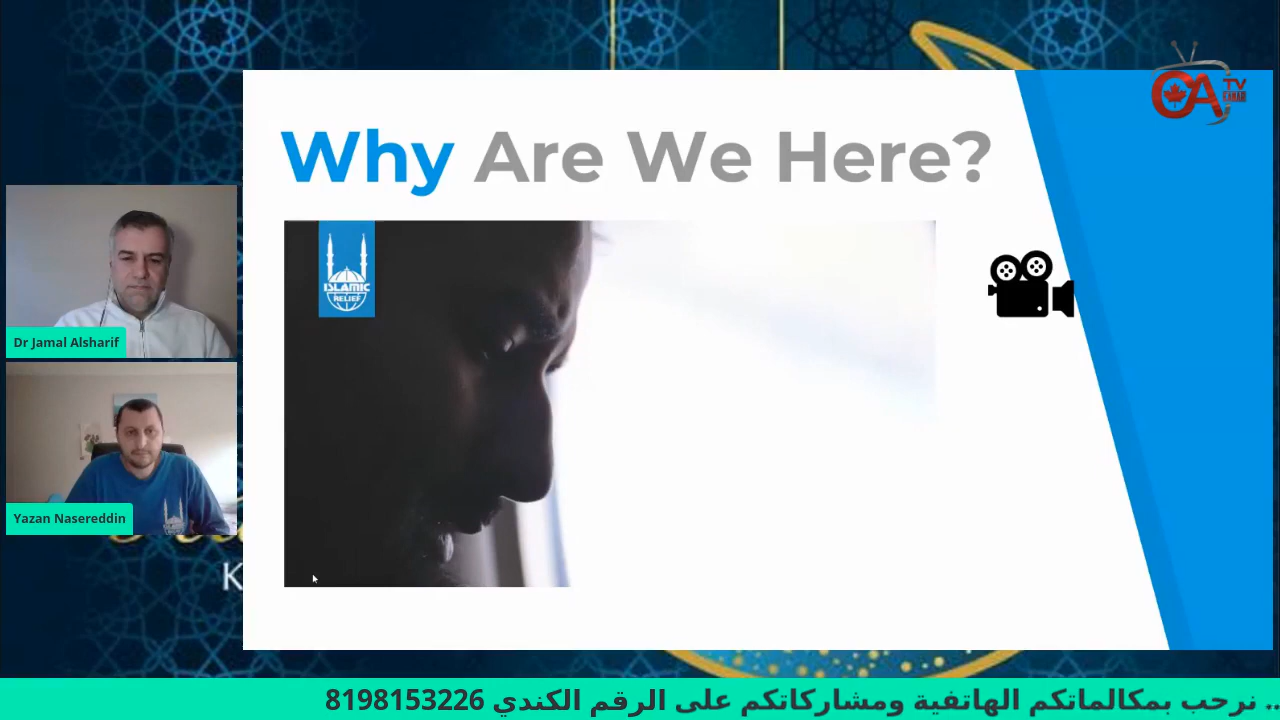 CA TV
Why Are We Here?
ISLAMIC
RELIEF
Dr Jamal Alsharif
Yazan Nasereddin
K
.. نرحب بمكالماتكم الهاتفية ومشاركاتكم على الرقم الكندي 8198153226